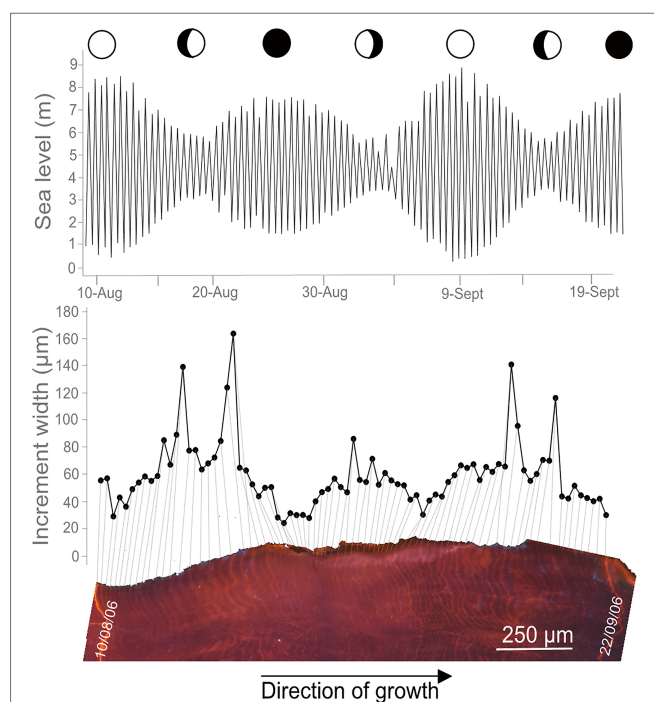 Sea level (m)
9
8
7
6
5
4
3
2
1
0
10-Aug
20-Aug
30-Aug
9-Sept
19-Sept
Increment width (µm)
180
160
140
120
100
80
60
40
20
0
10/08/06
22/09/06
250 µm
Direction of growth